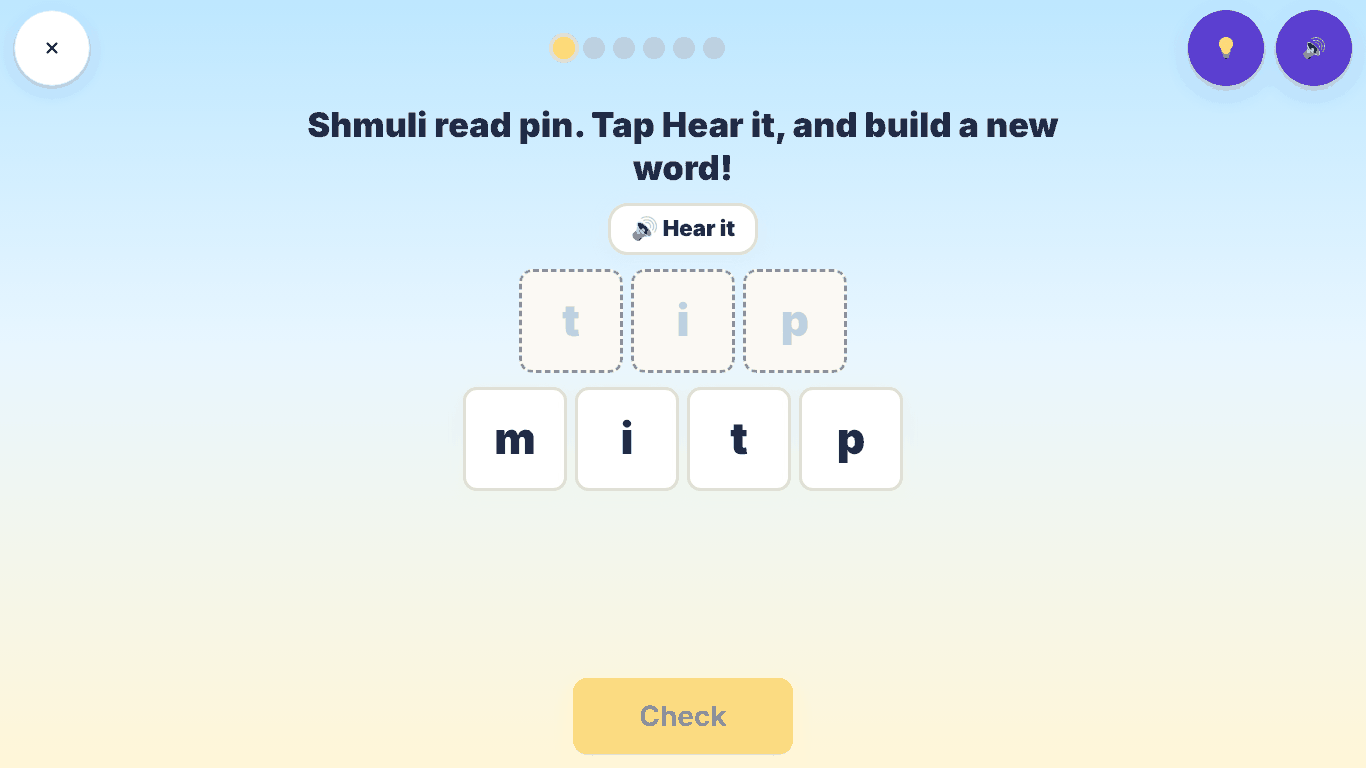 ×
Shmuli read pin. Tap Hear it, and build a new
word!
Hear it
t i p
m i t p
Check